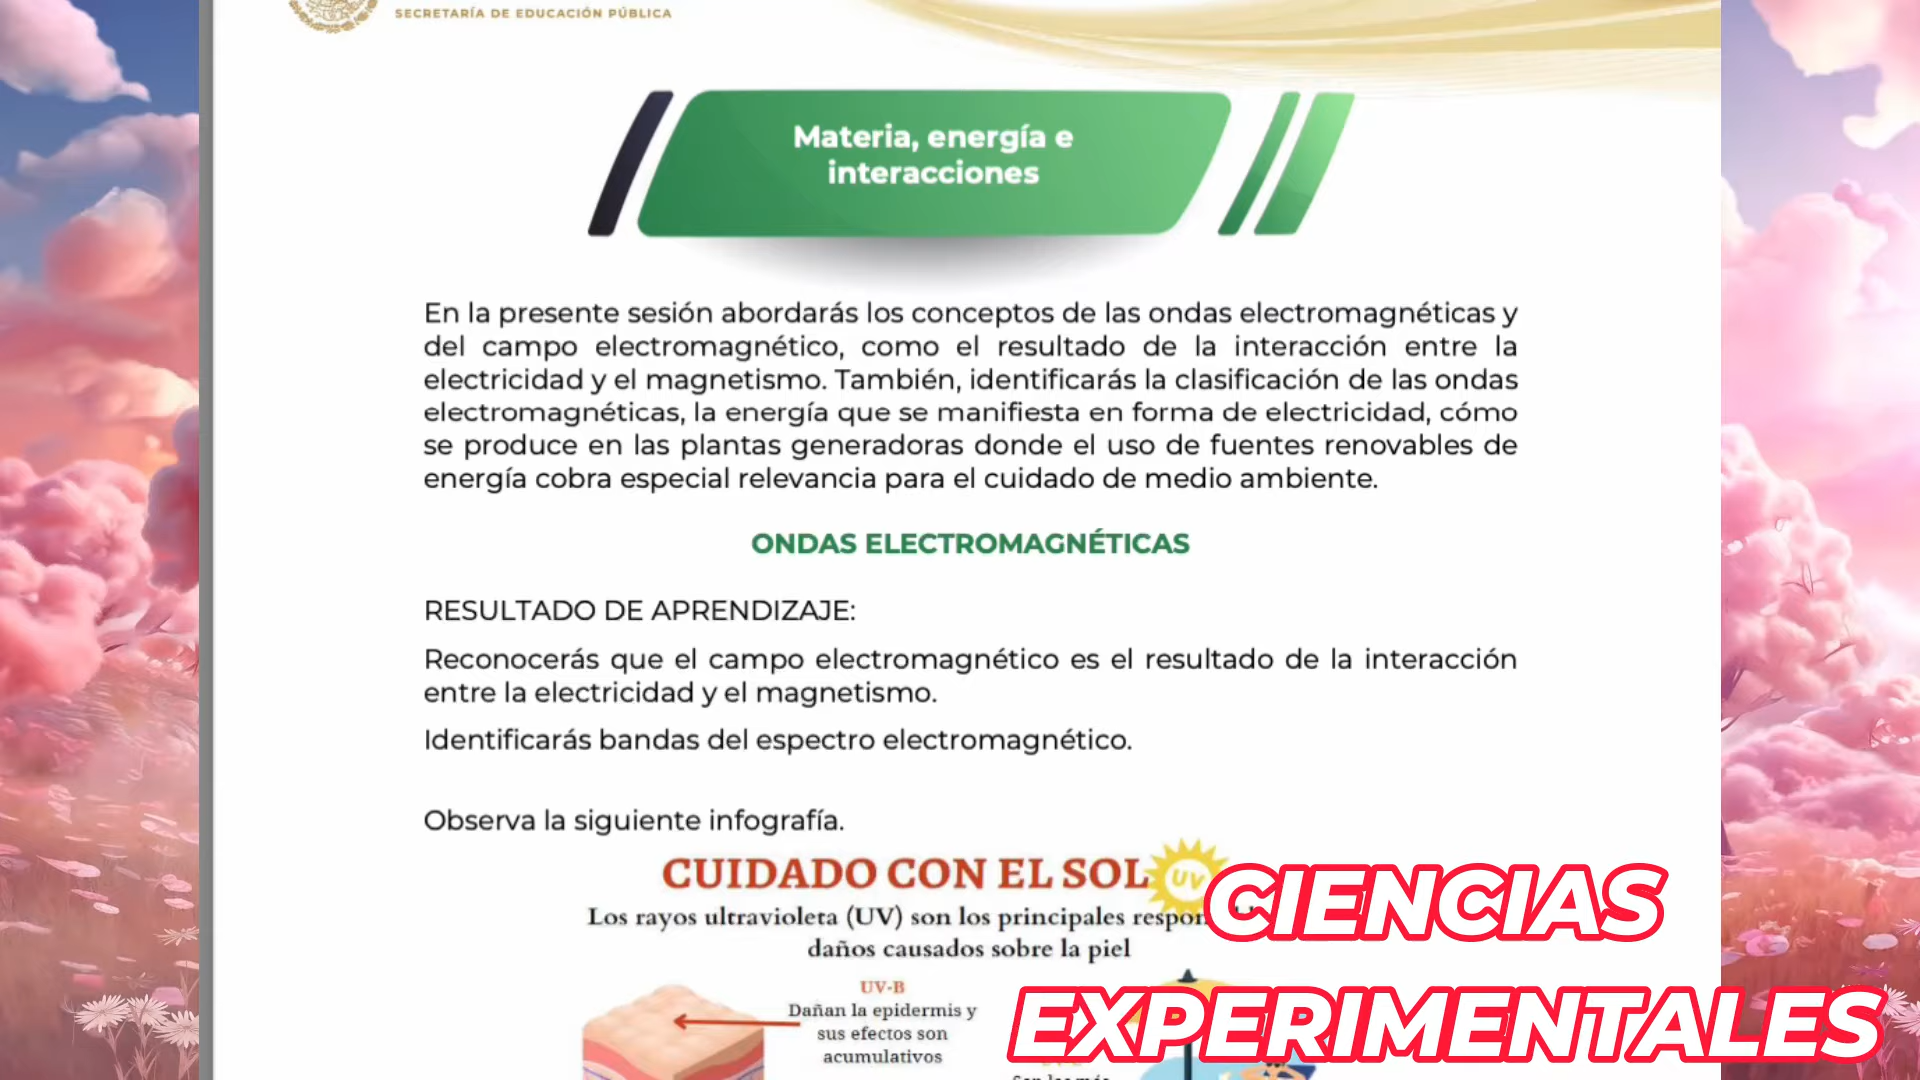 SECRETARÍA DE EDUCACIÓN PÚBLICA
Materia, energía e
interacciones
En la presente sesión abordarás los conceptos de las ondas electromagnéticas y
del campo electromagnético, como el resultado de la interacción entre la
electricidad y el magnetismo. También, identificarás la clasificación de las ondas
electromagnéticas, la energía que se manifiesta en forma de electricidad, cómo
se produce en las plantas generadoras donde el uso de fuentes renovables de
energía cobra especial relevancia para el cuidado de medio ambiente.
ONDAS ELECTROMAGNÉTICAS
RESULTADO DE APRENDIZAJE:
Reconocerás que el campo electromagnético es el resultado de la interacción
entre la electricidad y el magnetismo.
Identificarás bandas del espectro electromagnético.
Observa la siguiente infografía.
CUIDADO CON EL SOL
UV
Los rayos ultravioleta (UV) son los principales
daños causados sobre la piel
UV-B
Dañan la epidermis y
sus efectos son
acumulativos
CIENCIAS
EXPERIMENTALES